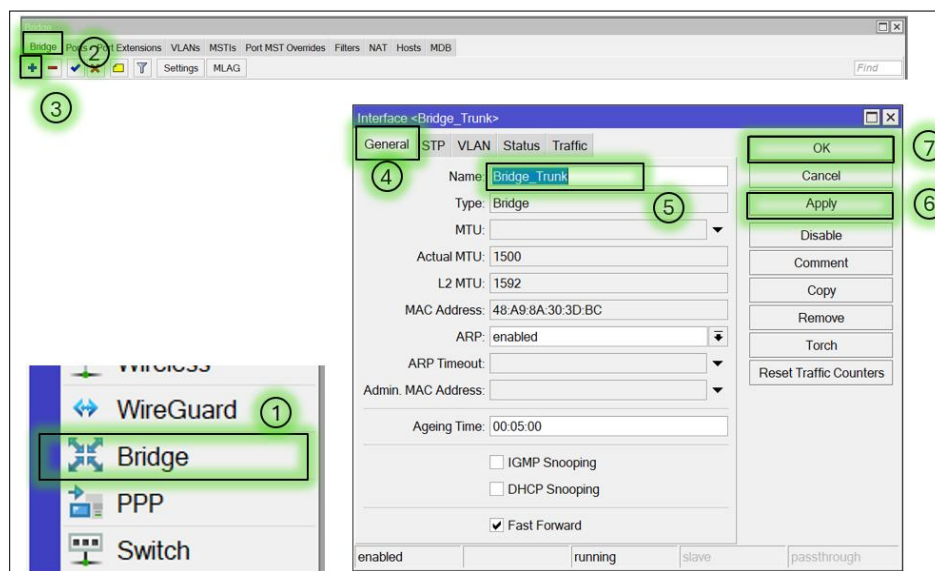 Bridge
Bridge Ports Port Extensions VLANs MSTIs Port MST Overrides Filters NAT Hosts MDB
2
Settings MLAG Find
3
Interface <Bridge_Trunk>
General STP VLAN Status Traffic
4
Name: Bridge_Trunk
5
Type: Bridge
MTU:
Actual MTU: 1500
L2 MTU: 1592
MAC Address: 48:A9:8A:30:3D:BC
ARP: enabled
ARP Timeout:
Admin. MAC Address:
Ageing Time: 00:05:00
IGMP Snooping
DHCP Snooping
Fast Forward
enabled running slave passthrough
OK 7
Cancel
Apply 6
Disable
Comment
Copy
Remove
Torch
Reset Traffic Counters
Wireless
WireGuard 1
Bridge
PPP
Switch